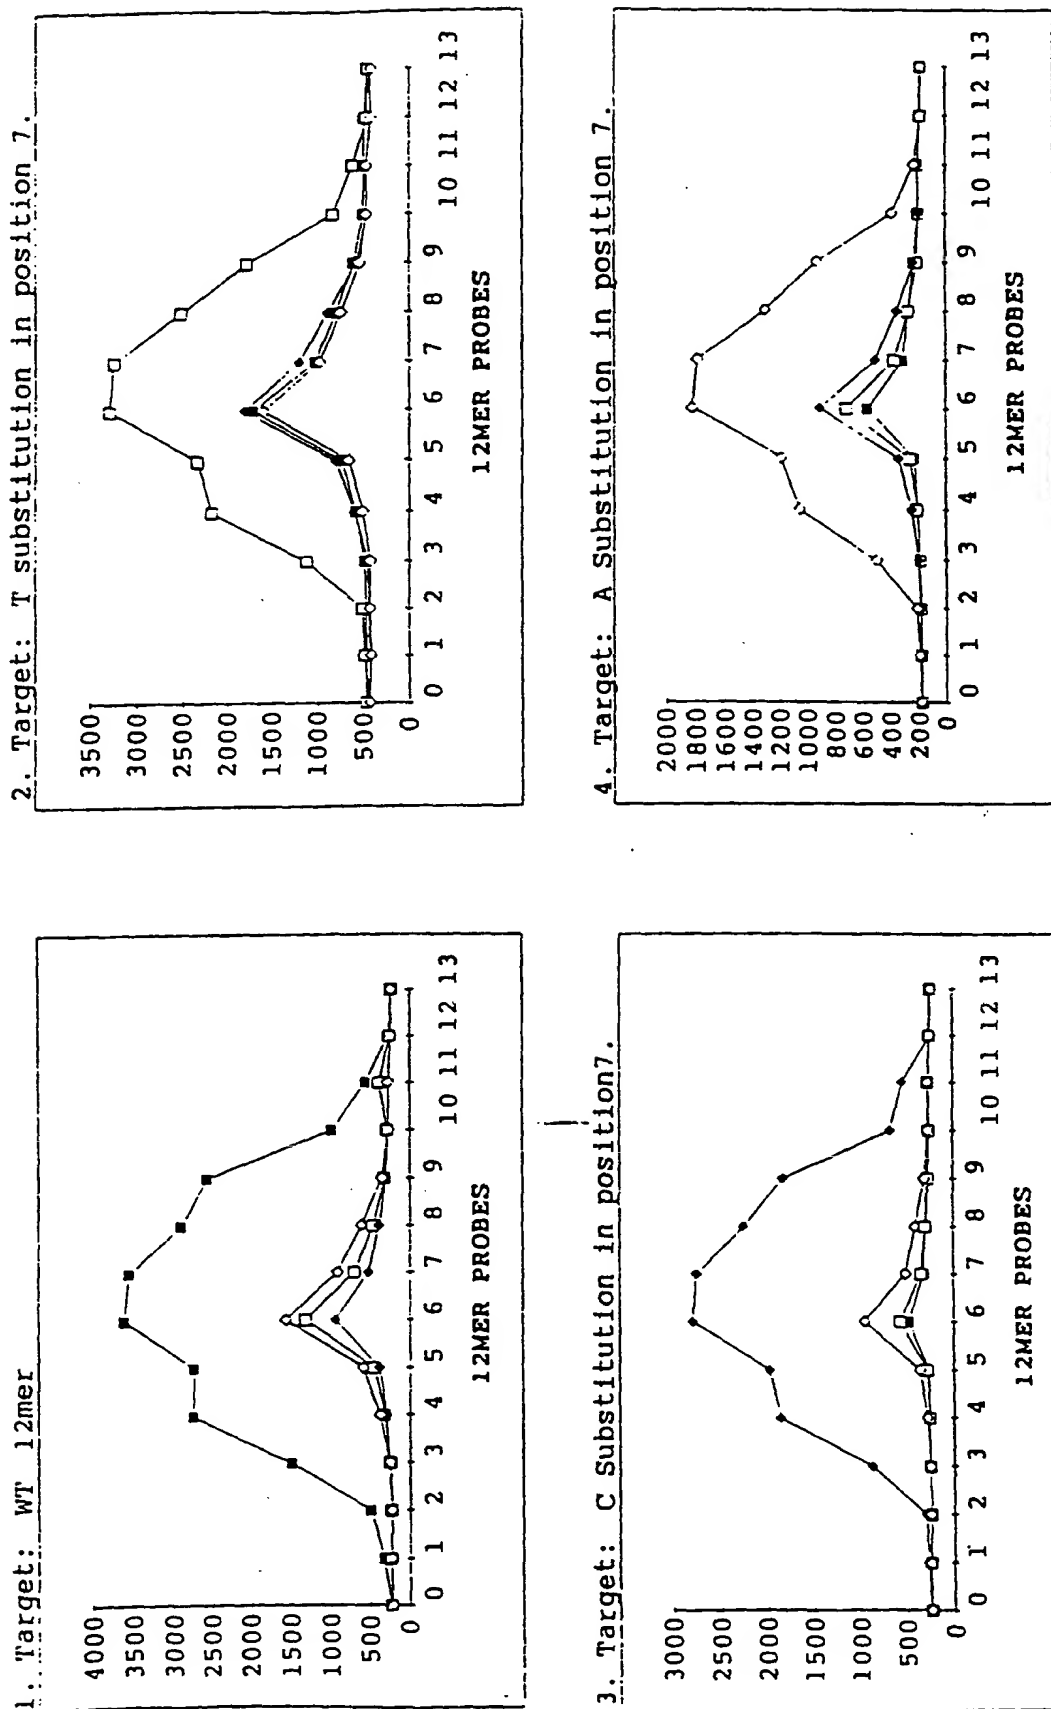 1. Target: WT 12mer
4000
3500
3000
2500
2000
1500
1000
500
0
0 1 2 3 4 5 6 7 8 9 10 11 12 13
12MER PROBES
2. Target: T substitution in position 7.
3500
3000
2500
2000
1500
1000
500
0
0 1 2 3 4 5 6 7 8 9 10 11 12 13
12MER PROBES
3. Target: C Substitution in position7.
3000
2500
2000
1500
1000
500
0
0 1 2 3 4 5 6 7 8 9 10 11 12 13
12MER PROBES
4. Target: A Substitution in position 7.
2000
1800
1600
1400
1200
1000
800
600
400
200
0
0 1 2 3 4 5 6 7 8 9 10 11 12 13
12MER PROBES